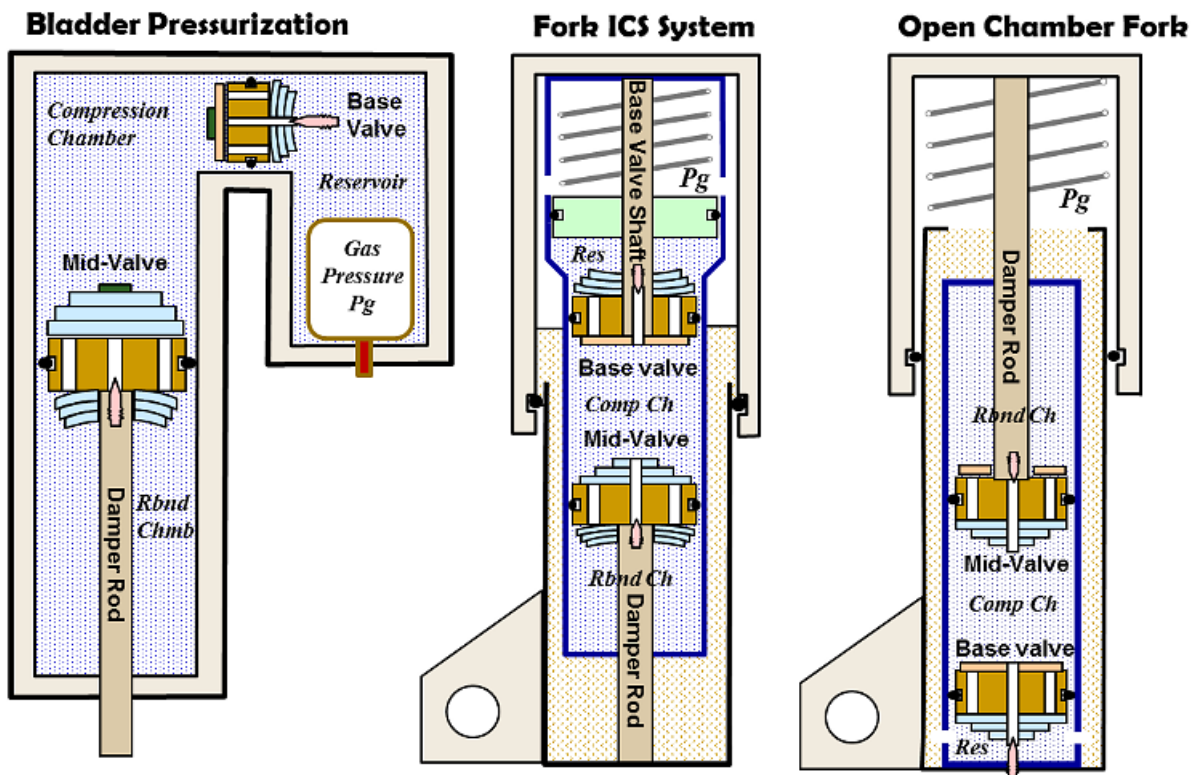 Bladder Pressurization
Compression
Chamber
Base
Valve
Reservoir
Mid-Valve
Gas
Pressure
Pg
Rbnd
Chmb
Damper Rod
Fork ICS System
Base Valve Shaft
Pg
Res
Base valve
Comp Ch
Mid-Valve
Rbnd Ch
Damper Rod
Open Chamber Fork
Pg
Damper Rod
Rbnd Ch
Mid-Valve
Comp Ch
Base valve
Res